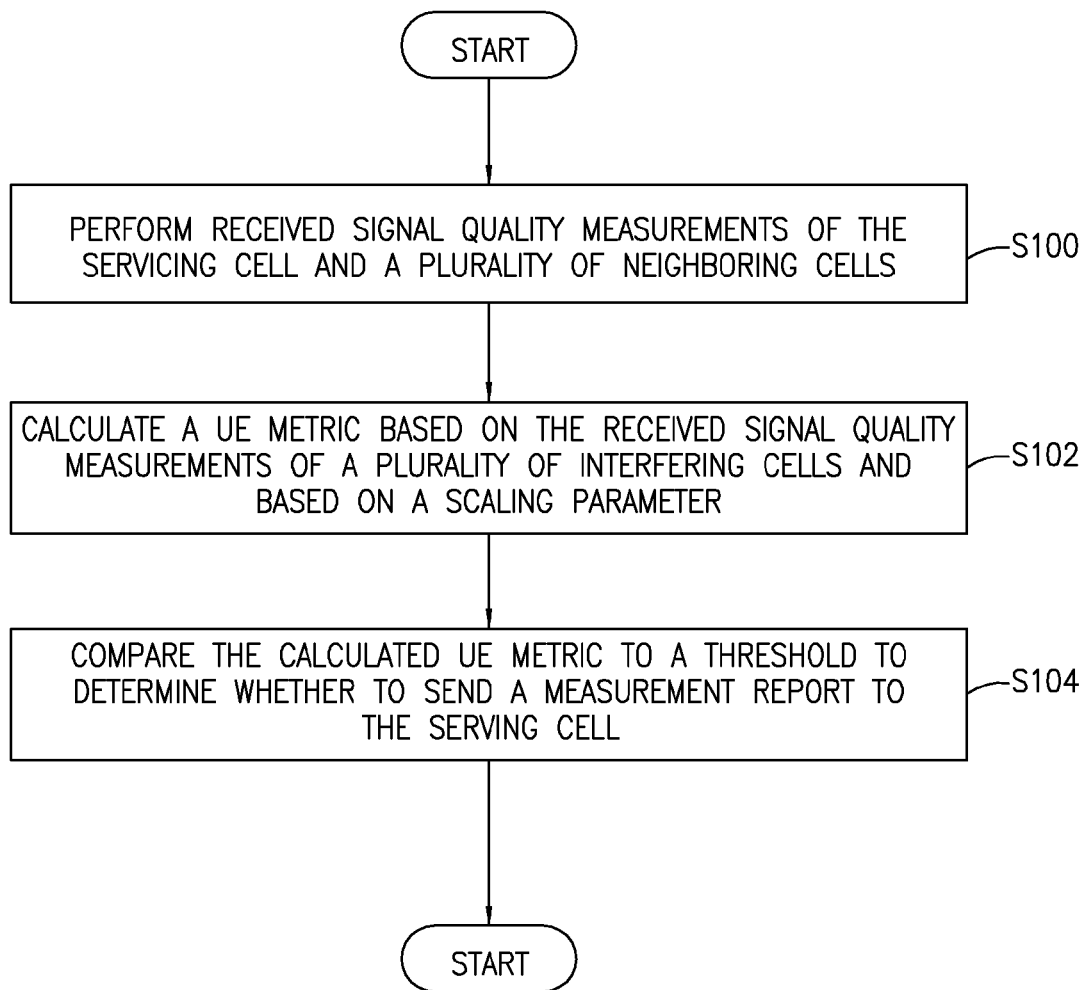 START
PERFORM RECEIVED SIGNAL QUALITY MEASUREMENTS OF THE
SERVICING CELL AND A PLURALITY OF NEIGHBORING CELLS
S100
CALCULATE A UE METRIC BASED ON THE RECEIVED SIGNAL QUALITY
MEASUREMENTS OF A PLURALITY OF INTERFERING CELLS AND
BASED ON A SCALING PARAMETER
S102
COMPARE THE CALCULATED UE METRIC TO A THRESHOLD TO
DETERMINE WHETHER TO SEND A MEASUREMENT REPORT TO
THE SERVING CELL
S104
START